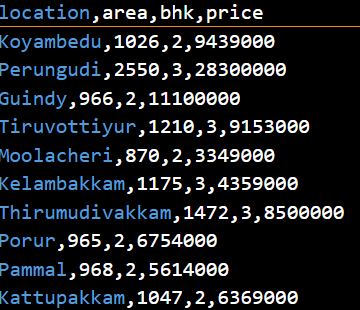 location,area,bhk,price
Koyambedu,1026,2,9439000
Perungudi,2550,3,28300000
Guindy,966,2,11100000
Tiruvottiyur,1210,3,9153000
Moolacheri,870,2,3349000
Kelambakkam,1175,3,4359000
Thirumudivakkam,1472,3,8500000
Porur,965,2,6754000
Pammal,968,2,5614000
Kattupakkam,1047,2,6369000